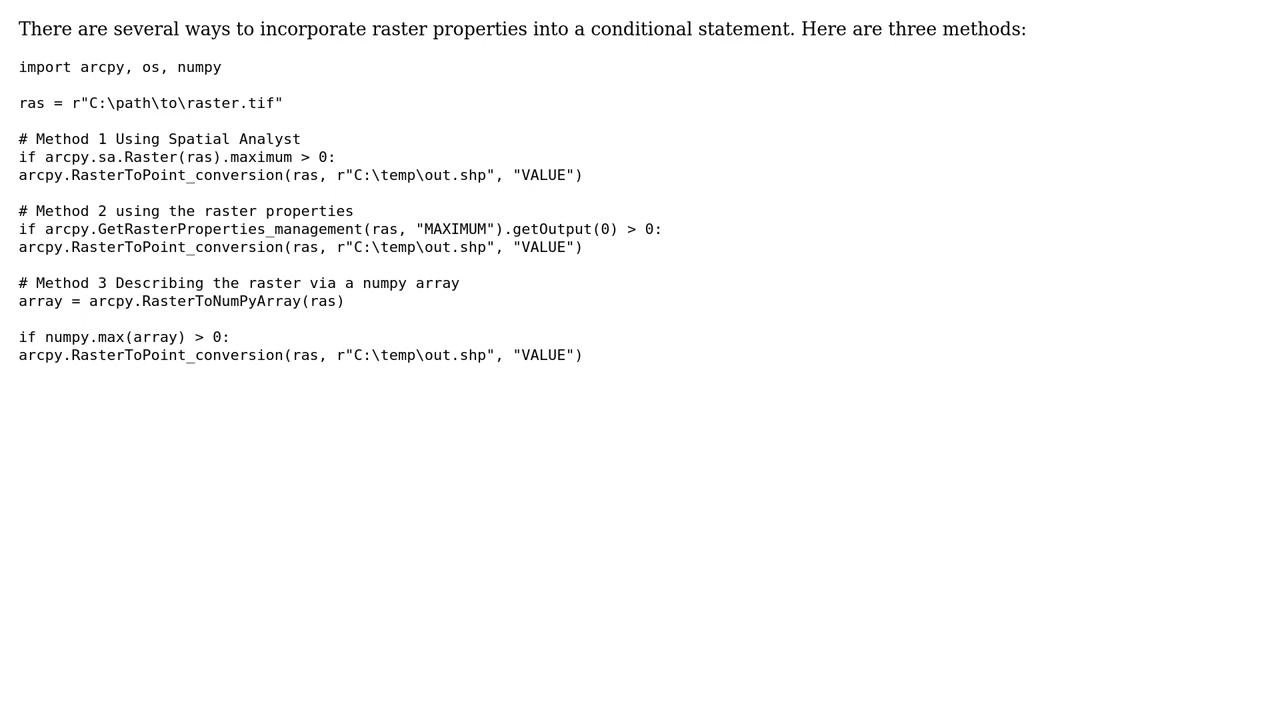 There are several ways to incorporate raster properties into a conditional statement. Here are three methods:
import arcpy, os, numpy
ras = r"C:\path\to\raster.tif"
# Method 1 Using Spatial Analyst
if arcpy.sa.Raster(ras).maximum > 0:
arcpy.RasterToPoint_conversion(ras, r"C:\temp\out.shp", "VALUE")
# Method 2 using the raster properties
if arcpy.GetRasterProperties_management(ras, "MAXIMUM").getOutput(0) > 0:
arcpy.RasterToPoint_conversion(ras, r"C:\temp\out.shp", "VALUE")
# Method 3 Describing the raster via a numpy array
array = arcpy.RasterToNumPyArray(ras)
if numpy.max(array) > 0:
arcpy.RasterToPoint_conversion(ras, r"C:\temp\out.shp", "VALUE")